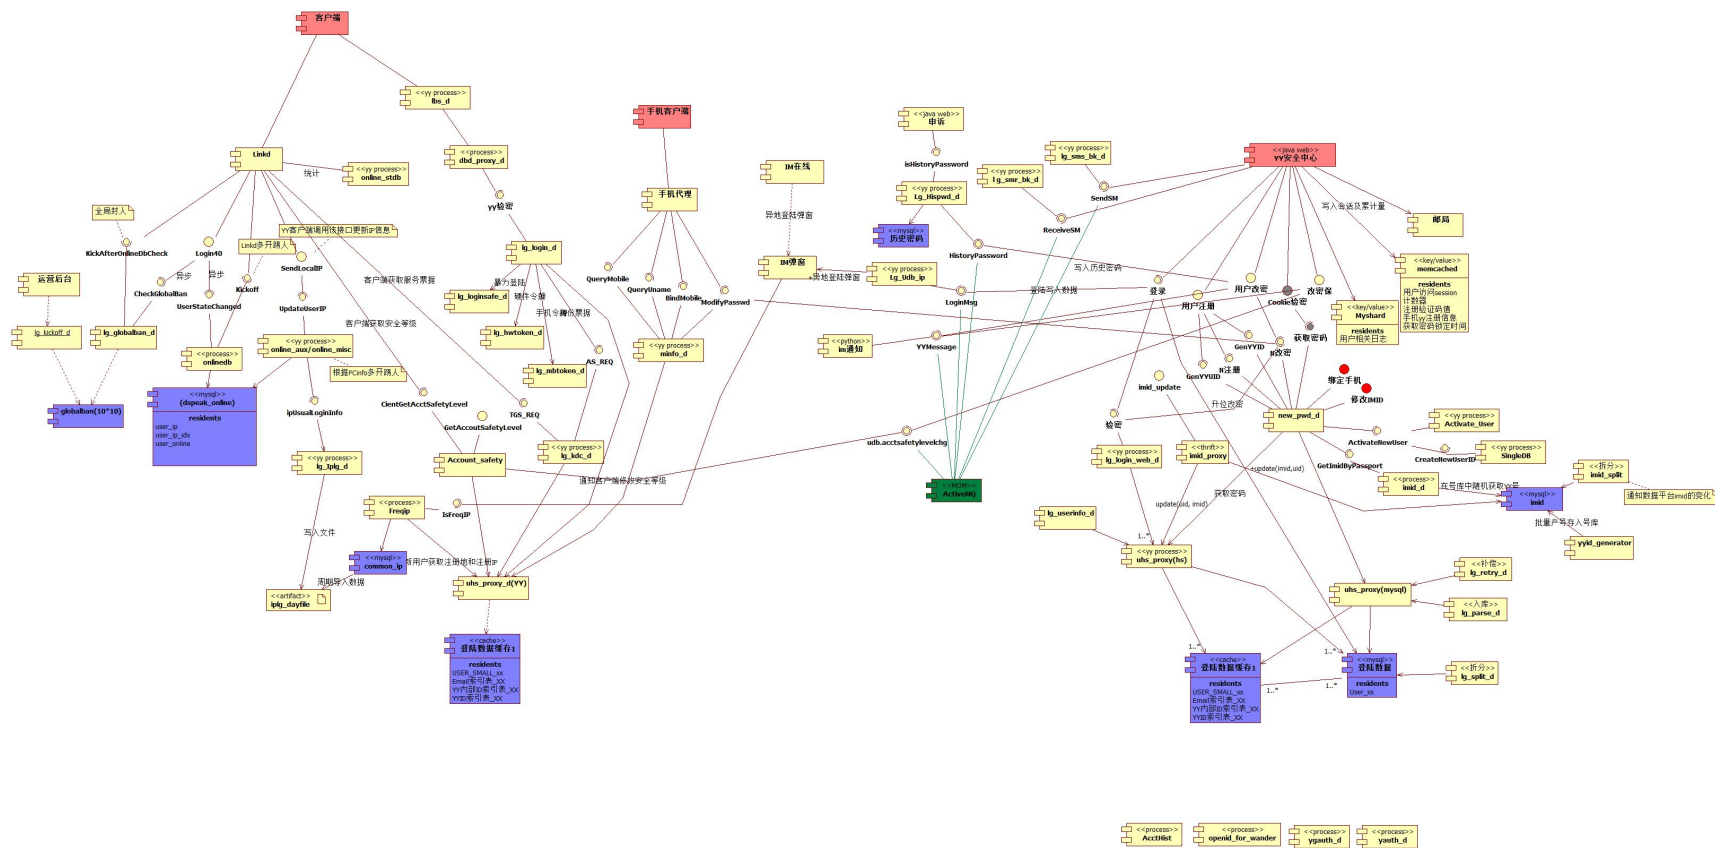 客户端
<<yy process>>
lbs_d
手机客户端
<<java web>>
申诉
<<yy process>>
lg_sms_bk_d
<<java web>>
YY安全中心
Linkd
统计
<<yy process>>
online_stdb
<<process>>
dbd_proxy_d
IM在线
isHistoryPassword
<<yy process>>
lg_smr_bk_d
SendSM
写入会话及累计量
邮局
全局封人
yy验密
手机代理
<<yy process>>
Lg_Hispwd_d
ReceiveSM
YY客户端调用该接口更新IP信息
异地登陆弹窗
<<mysql>>
历史密码
HistoryPassword
KickAfterOnlineDbCheck
Login40
Linkd多开踢人
SendLocalIP
lg_login_d
IM弹窗
写入历史密码
<<key/value>>
memcached
residents
用户访问session
计数器
注册验证码值
手机yy注册信息
获取密码锁定时间
运营后台
异步
异步
CheckGlobalBan
Kickoff
客户端获取服务票据
暴力登陆
QueryMobile
QueryUname
BindMobile
ModifyPasswd
+异地登陆弹窗
<<yy process>>
Lg_Udb_ip
登陆写入数据
登录
用户改密
改密保
Cookie验密
lg_loginsafe_d
硬件令牌
LoginMsg
用户注册
<<key/value>>
Myshard
residents
用户相关日志
UserStateChanged
UpdateUserIP
客户端获取安全等级
lg_hwtoken_d
lg_kickoff_d
lg_globalban_d
<<yy process>>
online_aux/online_misc
AS_REQ
<<yy process>>
minfo_d
<<python>>
im通知
YYMessage
GenYYID
获取密码
N改密
<<process>>
onlinedb
根据PCinfo多开踢人
lg_mbtoken_d
GenYYUID
N注册
绑定手机
修改IMID
imid_update
<<mysql>>
(dspeak_online)
residents
user_ip
user_ip_idx
user_online
globalban(10*10)
ipUsualLoginInfo
CientGetAcctSafetyLevel
TGS_REQ
GetAccoutSafetyLevel
升位改密
验密
new_pwd_d
<<process>>
Activate_User
udb.acctsafetylevelchg
ActivateNewUser
<<yy process>>
lg_Iplg_d
Account_safety
<<yy process>>
lg_kdc_d
<<yy process>>
lg_login_web_d
<<thrift>>
imid_proxy
GetImidByPassport
CreateNewUserID
<<yy process>>
SingleDB
+update(imid,uid)
<<拆分>>
imid_split
通知客户端修改安全等级
<<MOM>>
ActiveMQ
<<process>>
imid_d
在号库中随机获取YY号
<<mysql>>
imid
通知数据平台imid的变化
<<process>>
Freqip
IsFreqIP
update(uid, imid)
获取密码
lg_userinfo_d
批量产号存入号库
写入文件
1..*
yyid_generator
<<mysql>>
common_ip
新用户获取注册地和注册IP
<<yy process>>
uhs_proxy(hs)
周期导入数据
<<补偿>>
lg_retry_d
<<artifact>>
iplg_dayfile
uhs_proxy_d(YY)
uhs_proxy(mysql)
<<入库>>
lg_parse_d
<<cache>>
登陆数据缓存1
residents
USER_SMALL_xx
Email索引表_XX
YY内部ID索引表_XX
YYID索引表_XX
1..*
1..*
<<cache>>
登陆数据缓存1
residents
USER_SMALL_xx
Email索引表_XX
YY内部ID索引表_XX
YYID索引表_XX
1..*
1..*
<<mysql>>
登陆数据
residents
User_xx
<<拆分>>
lg_split_d
<<process>>
AcctHist
<<process>>
openid_for_wander
<<process>>
ygauth_d
<<process>>
yauth_d